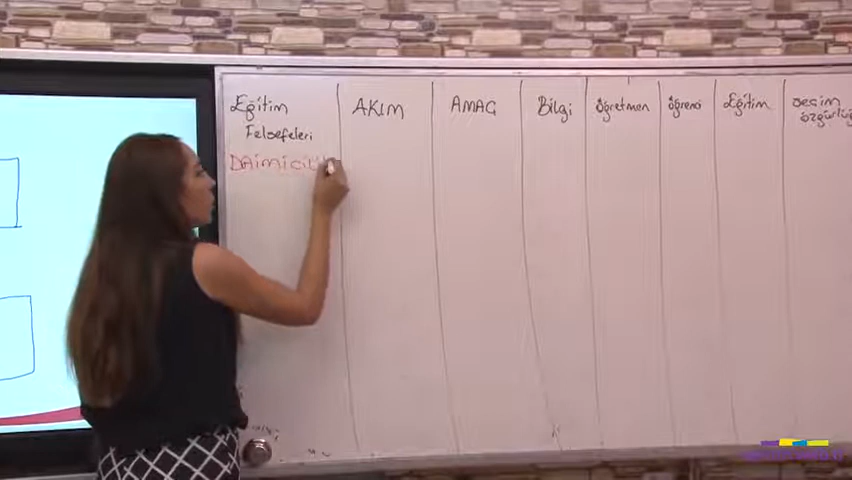 Eğitim
Felsefeleri
AKIM
AMAÇ
Bilgi
öğretmen
öğrenci
Eğitim
Seçim
özgürlüğü